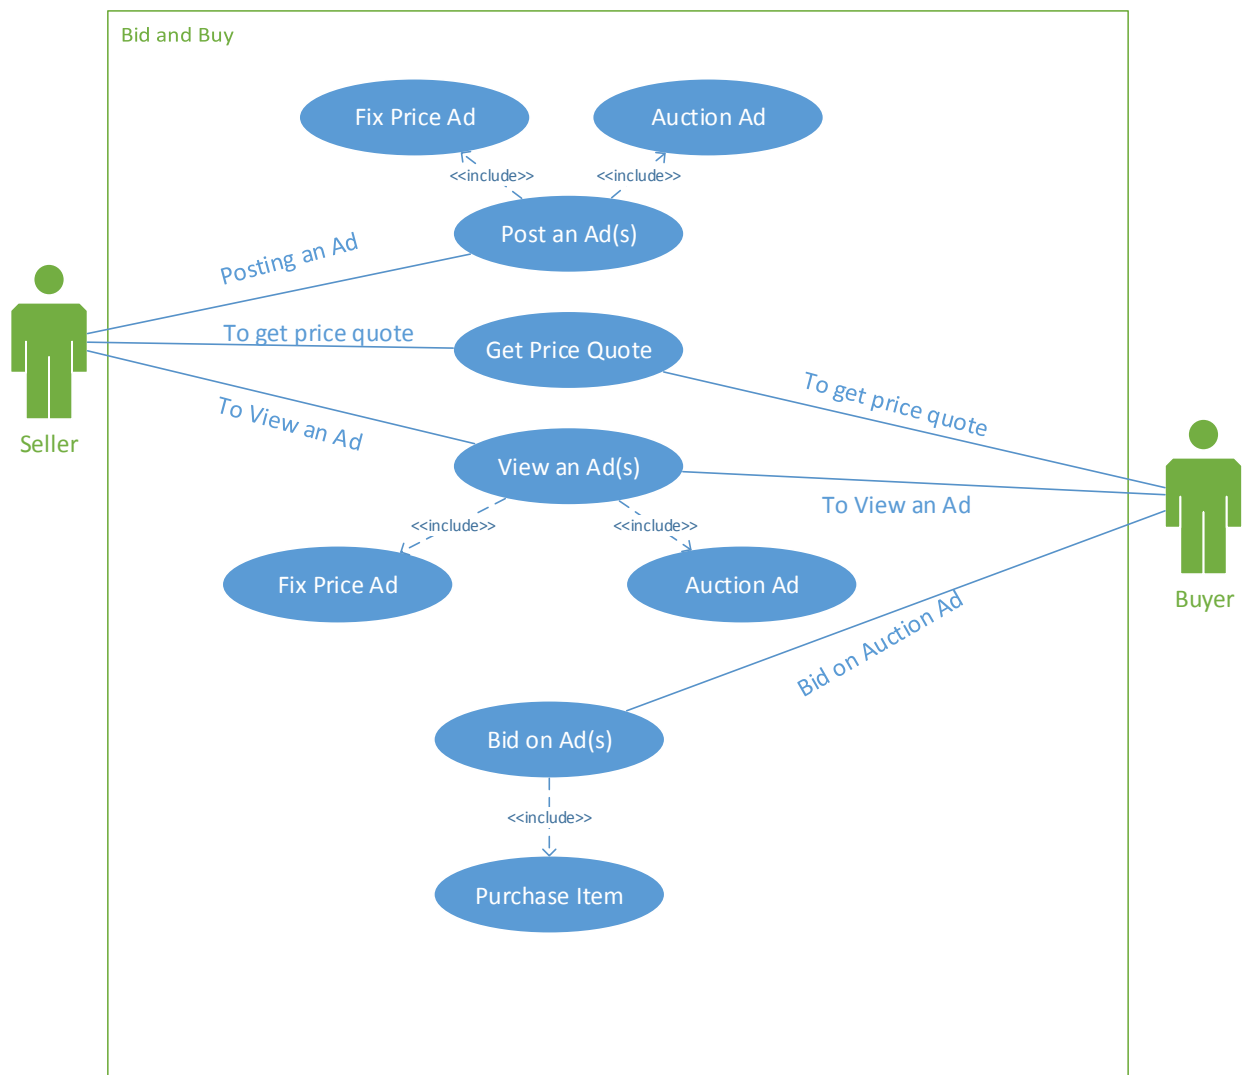 Bid and Buy
Fix Price Ad
Auction Ad
<<include>>
<<include>>
Post an Ad(s)
Posting an Ad
To get price quote
Get Price Quote
To get price quote
To View an Ad
Seller
View an Ad(s)
To View an Ad
<<include>>
<<include>>
Fix Price Ad
Auction Ad
Buyer
Bid on Auction Ad
Bid on Ad(s)
<<include>>
Purchase Item